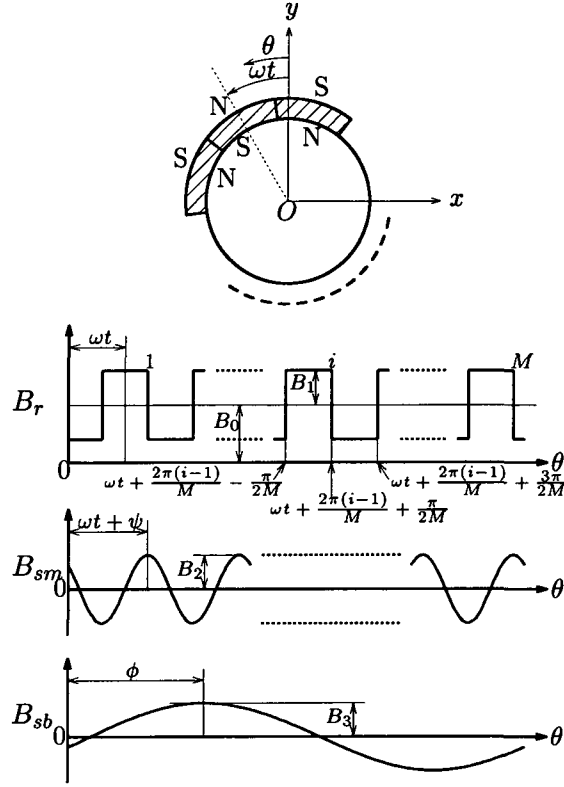 y
θ
ωt
S
N
S
N
S
N
O
x
ωt
1
i
M
B_1
B_r
B_0
0
θ
ωt + 2π(i−1)/M − π/2M
ωt + 2π(i−1)/M + 3π/2M
ωt + 2π(i−1)/M + π/2M
ωt + ψ
B_sm
0
B_2
θ
φ
B_sb
0
B_3
θ